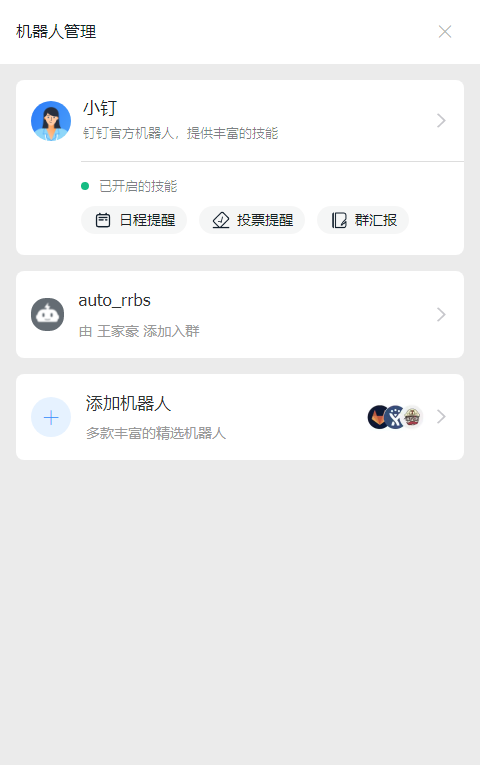 机器人管理
小钉
钉钉官方机器人，提供丰富的技能
已开启的技能
日程提醒 投票提醒 群汇报
auto_rrbs
由 王家豪 添加入群
添加机器人
多款丰富的精选机器人